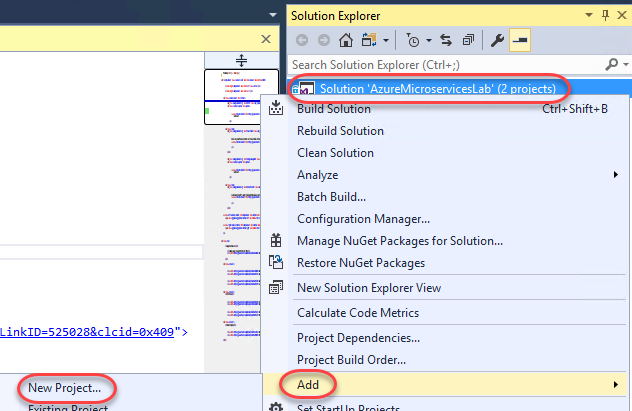 Solution Explorer
Search Solution Explorer (Ctrl+;)
Solution 'AzureMicroservicesLab' (2 projects)
Build Solution Ctrl+Shift+B
Rebuild Solution
Clean Solution
Analyze
Batch Build...
Configuration Manager...
Manage NuGet Packages for Solution...
Restore NuGet Packages
New Solution Explorer View
Calculate Code Metrics
LinkID=525028&clcid=0x409">
Project Dependencies...
Project Build Order...
Add
New Project...
Existing Project
Set StartUp Projects